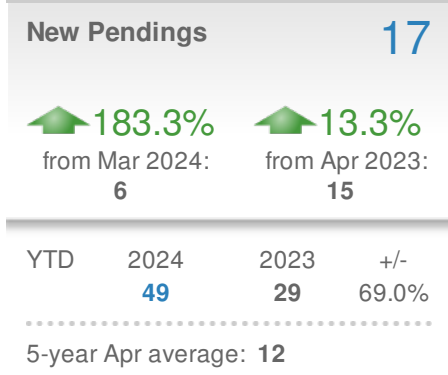 New Pendings 17
183.3% 13.3%
from Mar 2024: from Apr 2023:
6 15
YTD 2024 2023 +/-
49 29 69.0%
5-year Apr average: 12